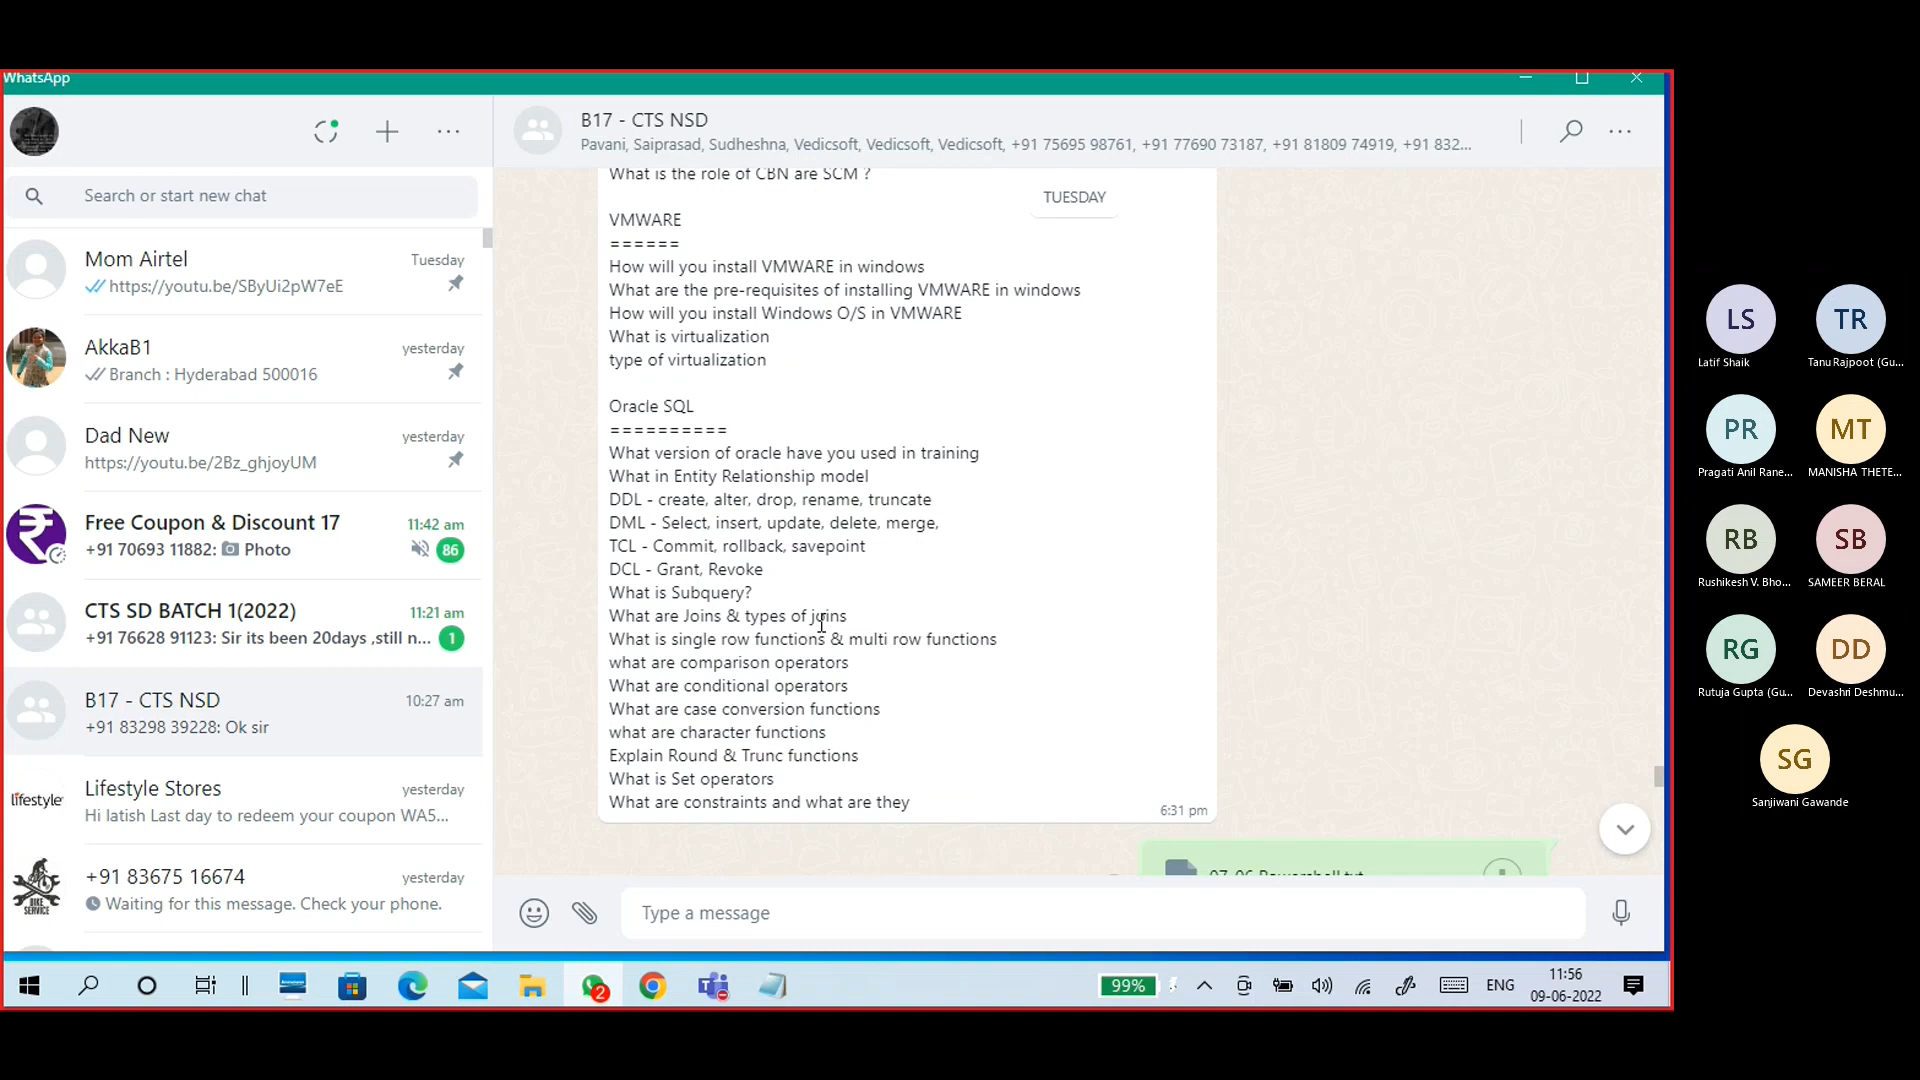 WhatsApp
Search or start new chat
Mom Airtel
Tuesday
https://youtu.be/SByUi2pW7eE
AkkaB1
yesterday
Branch : Hyderabad 500016
Dad New
yesterday
https://youtu.be/2Bz_ghjoyUM
Free Coupon & Discount 17
11:42 am
+91 70693 11882: Photo
86
CTS SD BATCH 1(2022)
11:21 am
+91 76628 91123: Sir its been 20days ,still n...
1
B17 - CTS NSD
10:27 am
+91 83298 39228: Ok sir
lifestyle
Lifestyle Stores
yesterday
Hi latish Last day to redeem your coupon WA5...
BIKE
SERVICE
+91 83675 16674
yesterday
Waiting for this message. Check your phone.
B17 - CTS NSD
Pavani, Saiprasad, Sudheshna, Vedicsoft, Vedicsoft, Vedicsoft, +91 75695 98761, +91 77690 73187, +91 81809 74919, +91 832...
What is the role of CBN are SCM ?
TUESDAY
VMWARE
======
How will you install VMWARE in windows
What are the pre-requisites of installing VMWARE in windows
How will you install Windows O/S in VMWARE
What is virtualization
type of virtualization
Oracle SQL
==========
What version of oracle have you used in training
What in Entity Relationship model
DDL - create, alter, drop, rename, truncate
DML - Select, insert, update, delete, merge,
TCL - Commit, rollback, savepoint
DCL - Grant, Revoke
What is Subquery?
What are Joins & types of joins
What is single row functions & multi row functions
what are comparison operators
What are conditional operators
What are case conversion functions
what are character functions
Explain Round & Trunc functions
What is Set operators
What are constraints and what are they
6:31 pm
07-06 Powershell.txt
Type a message
2
99%
ENG
11:56
09-06-2022
LS
Latif Shaik
TR
Tanu Rajpoot (Gu...
PR
Pragati Anil Rane...
MT
MANISHA THETE...
RB
Rushikesh V. Bho...
SB
SAMEER BERAL
RG
Rutuja Gupta (Gu...
DD
Devashri Deshmu...
SG
Sanjiwani Gawande